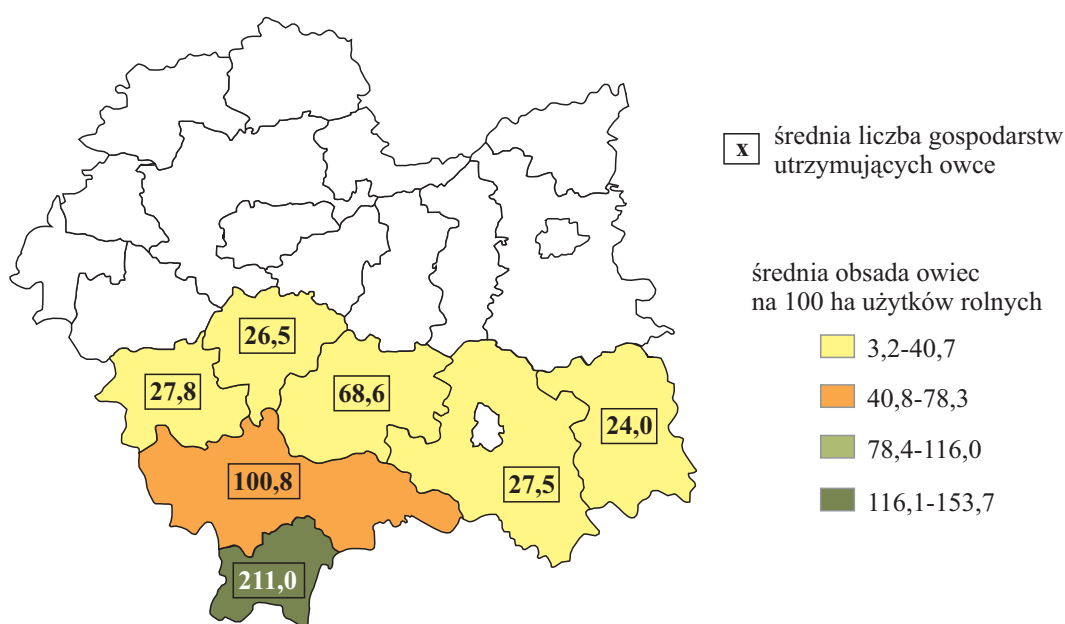 x
średnia liczba gospodarstw
utrzymujących owce
średnia obsada owiec
na 100 ha użytków rolnych
3,2-40,7
40,8-78,3
78,4-116,0
116,1-153,7
26,5
27,8
68,6
24,0
100,8
27,5
211,0